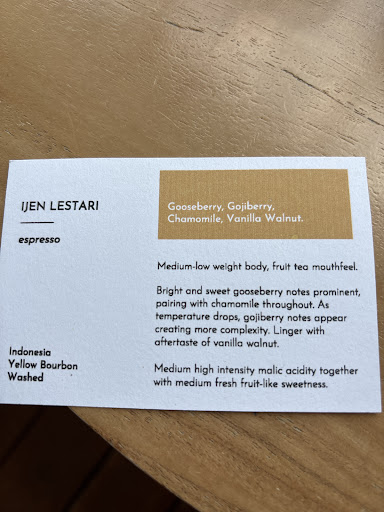 IJEN LESTARI
espresso
Indonesia
Yellow Bourbon
Washed
Gooseberry, Gojiberry,
Chamomile, Vanilla Walnut.
Medium-low weight body, fruit tea mouthfeel.
Bright and sweet gooseberry notes prominent,
pairing with chamomile throughout. As
temperature drops, gojiberry notes appear
creating more complexity. Linger with
aftertaste of vanilla walnut.
Medium high intensity malic acidity together
with medium fresh fruit-like sweetness.